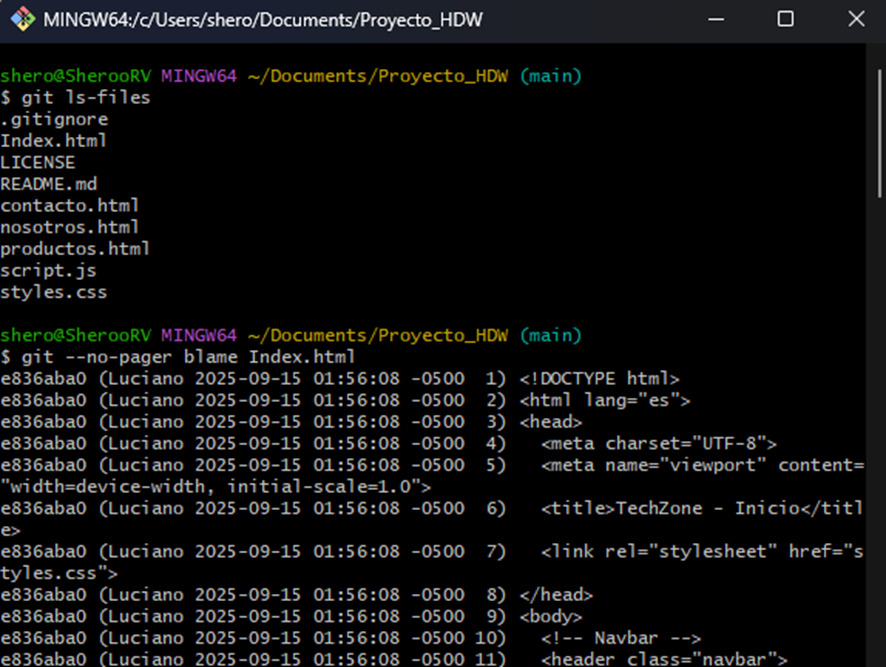 MINGW64:/c/Users/shero/Documents/Proyecto_HDW
shero@SherooRV MINGW64 ~/Documents/Proyecto_HDW (main)
$ git ls-files
.gitignore
Index.html
LICENSE
README.md
contacto.html
nosotros.html
productos.html
script.js
styles.css
shero@SherooRV MINGW64 ~/Documents/Proyecto_HDW (main)
$ git --no-pager blame Index.html
e836aba0 (Luciano 2025-09-15 01:56:08 -0500  1) <!DOCTYPE html>
e836aba0 (Luciano 2025-09-15 01:56:08 -0500  2) <html lang="es">
e836aba0 (Luciano 2025-09-15 01:56:08 -0500  3) <head>
e836aba0 (Luciano 2025-09-15 01:56:08 -0500  4)   <meta charset="UTF-8">
e836aba0 (Luciano 2025-09-15 01:56:08 -0500  5)   <meta name="viewport" content=
"width=device-width, initial-scale=1.0">
e836aba0 (Luciano 2025-09-15 01:56:08 -0500  6)   <title>TechZone - Inicio</titl
e>
e836aba0 (Luciano 2025-09-15 01:56:08 -0500  7)   <link rel="stylesheet" href="s
tyles.css">
e836aba0 (Luciano 2025-09-15 01:56:08 -0500  8) </head>
e836aba0 (Luciano 2025-09-15 01:56:08 -0500  9) <body>
e836aba0 (Luciano 2025-09-15 01:56:08 -0500 10)   <!-- Navbar -->
e836aba0 (Luciano 2025-09-15 01:56:08 -0500 11)   <header class="navbar">